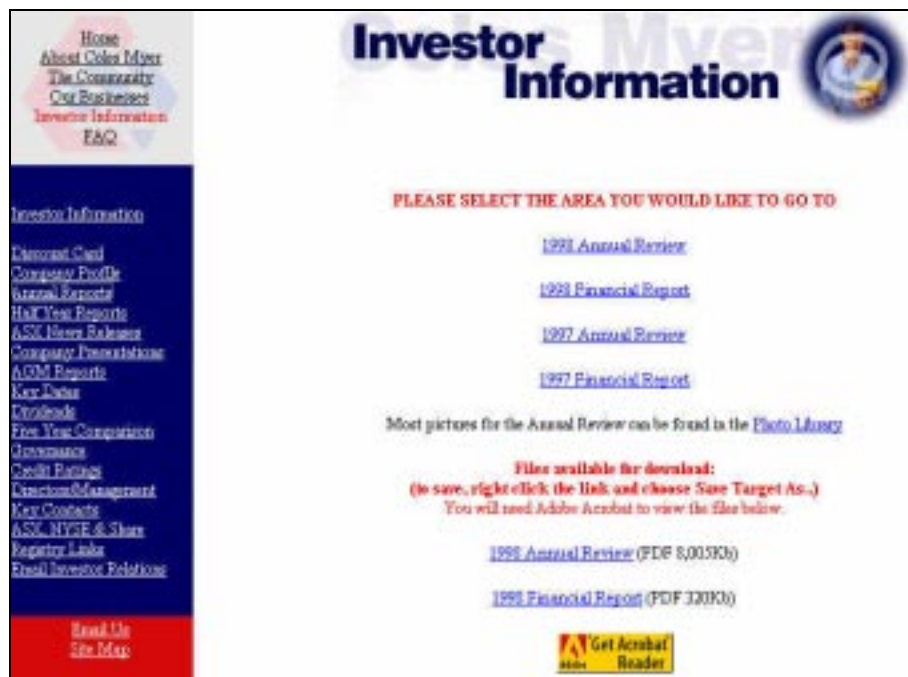 Home
About Coles Myer
The Community
Our Businesses
Investor Information
FAQ
Investor Information
Discount Card
Company Profile
Annual Reports
Half Year Reports
ASX News Releases
Company Presentations
AGM Reports
Key Dates
Dividends
Five Year Comparison
Governance
Credit Ratings
Directors/Management
Key Contacts
ASX, NYSE & Share
Registry Links
Email Investor Relations
Email Us
Site Map
Coles Myer
Investor
Information
PLEASE SELECT THE AREA YOU WOULD LIKE TO GO TO
1998 Annual Review
1998 Financial Report
1997 Annual Review
1997 Financial Report
Most pictures for the Annual Review can be found in the Photo Library
Files available for download:
(to save, right click the link and choose Save Target As..)
You will need Adobe Acrobat to view the files below.
1998 Annual Review (PDF 8,005Kb)
1998 Financial Report (PDF 320Kb)
Adobe
Get Acrobat
Reader